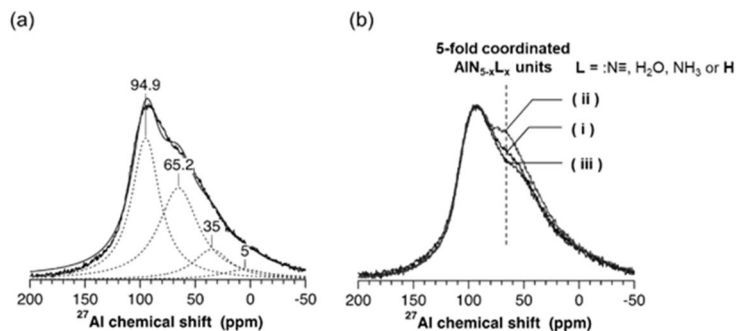 (a)
94.9
65.2
35
5
200 150 100 50 0 -50
²⁷Al chemical shift (ppm)
(b)
5-fold coordinated
AlN₅₋ₓLₓ units L = :N≡, H₂O, NH₃ or H
( ii )
( i )
( iii )
200 150 100 50 0 -50
²⁷Al chemical shift (ppm)